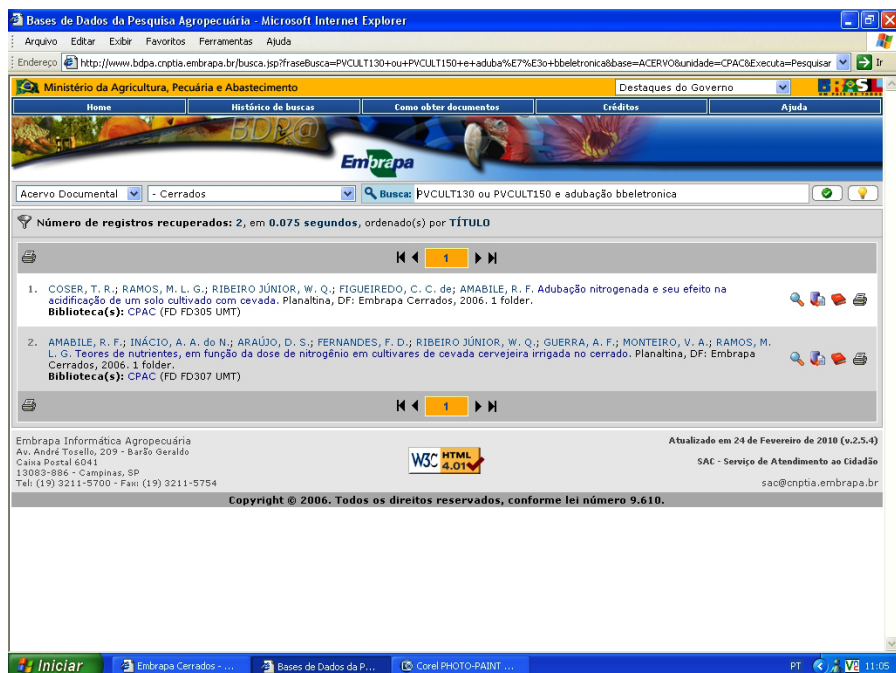 Bases de Dados da Pesquisa Agropecuária - Microsoft Internet Explorer
Arquivo Editar Exibir Favoritos Ferramentas Ajuda
Endereço http://www.bdpa.cnptia.embrapa.br/busca.jsp?fraseBusca=PVCULT130+ou+PVCULT150+e+aduba%E7%E3o+bbeletronica&base=ACERVO&unidade=CPAC&Executa=Pesquisar Ir
Ministério da Agricultura, Pecuária e Abastecimento Destaques do Governo BRASIL
Home Histórico de buscas Como obter documentos Créditos Ajuda
BDP@
Embrapa
Acervo Documental - Cerrados Busca: PVCULT130 ou PVCULT150 e adubação bbeletronica
Número de registros recuperados: 2, em 0.075 segundos, ordenado(s) por TÍTULO
1
1. COSER, T. R.; RAMOS, M. L. G.; RIBEIRO JÚNIOR, W. Q.; FIGUEIREDO, C. C. de; AMABILE, R. F. Adubação nitrogenada e seu efeito na
acidificação de um solo cultivado com cevada. Planaltina, DF: Embrapa Cerrados, 2006. 1 folder.
Biblioteca(s): CPAC (FD FD305 UMT)
2. AMABILE, R. F.; INÁCIO, A. A. do N.; ARAÚJO, D. S.; FERNANDES, F. D.; RIBEIRO JÚNIOR, W. Q.; GUERRA, A. F.; MONTEIRO, V. A.; RAMOS, M.
L. G. Teores de nutrientes, em função da dose de nitrogênio em cultivares de cevada cervejeira irrigada no cerrado. Planaltina, DF: Embrapa
Cerrados, 2006. 1 folder.
Biblioteca(s): CPAC (FD FD307 UMT)
1
Embrapa Informática Agropecuária
Av. André Tosello, 209 - Barão Geraldo
Caixa Postal 6041
13083-886 - Campinas, SP
Tel: (19) 3211-5700 - Fax: (19) 3211-5754
W3C HTML 4.01
Atualizado em 24 de Fevereiro de 2010 (v.2.5.4)
SAC - Serviço de Atendimento ao Cidadão
sac@cnptia.embrapa.br
Copyright © 2006. Todos os direitos reservados, conforme lei número 9.610.
Iniciar Embrapa Cerrados - ... Bases de Dados da P... Corel PHOTO-PAINT ... PT 11:05